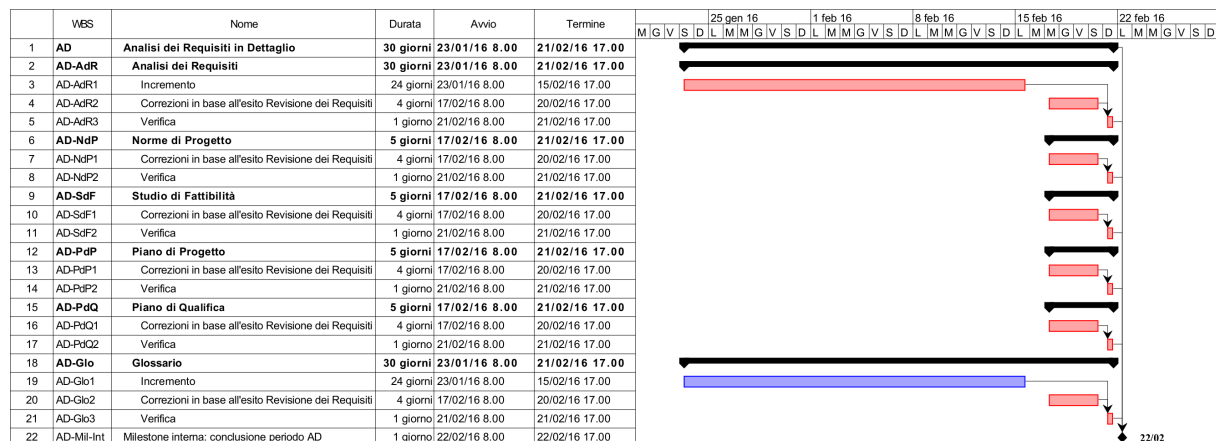 WBS Nome Durata Avvio Termine
25 gen 16 1 feb 16 8 feb 16 15 feb 16 22 feb 16
M G V S D L M M G V S D L M M G V S D L M M G V S D L M M G V S D L M M G V S D
1 AD Analisi dei Requisiti in Dettaglio 30 giorni 23/01/16 8.00 21/02/16 17.00
2 AD-AdR Analisi dei Requisiti 30 giorni 23/01/16 8.00 21/02/16 17.00
3 AD-AdR1 Incremento 24 giorni 23/01/16 8.00 15/02/16 17.00
4 AD-AdR2 Correzioni in base all'esito Revisione dei Requisiti 4 giorni 17/02/16 8.00 20/02/16 17.00
5 AD-AdR3 Verifica 1 giorno 21/02/16 8.00 21/02/16 17.00
6 AD-NdP Norme di Progetto 5 giorni 17/02/16 8.00 21/02/16 17.00
7 AD-NdP1 Correzioni in base all'esito Revisione dei Requisiti 4 giorni 17/02/16 8.00 20/02/16 17.00
8 AD-NdP2 Verifica 1 giorno 21/02/16 8.00 21/02/16 17.00
9 AD-SdF Studio di Fattibilità 5 giorni 17/02/16 8.00 21/02/16 17.00
10 AD-SdF1 Correzioni in base all'esito Revisione dei Requisiti 4 giorni 17/02/16 8.00 20/02/16 17.00
11 AD-SdF2 Verifica 1 giorno 21/02/16 8.00 21/02/16 17.00
12 AD-PdP Piano di Progetto 5 giorni 17/02/16 8.00 21/02/16 17.00
13 AD-PdP1 Correzioni in base all'esito Revisione dei Requisiti 4 giorni 17/02/16 8.00 20/02/16 17.00
14 AD-PdP2 Verifica 1 giorno 21/02/16 8.00 21/02/16 17.00
15 AD-PdQ Piano di Qualifica 5 giorni 17/02/16 8.00 21/02/16 17.00
16 AD-PdQ1 Correzioni in base all'esito Revisione dei Requisiti 4 giorni 17/02/16 8.00 20/02/16 17.00
17 AD-PdQ2 Verifica 1 giorno 21/02/16 8.00 21/02/16 17.00
18 AD-Glo Glossario 30 giorni 23/01/16 8.00 21/02/16 17.00
19 AD-Glo1 Incremento 24 giorni 23/01/16 8.00 15/02/16 17.00
20 AD-Glo2 Correzioni in base all'esito Revisione dei Requisiti 4 giorni 17/02/16 8.00 20/02/16 17.00
21 AD-Glo3 Verifica 1 giorno 21/02/16 8.00 21/02/16 17.00
22 AD-Mil-Int Milestone interna: conclusione periodo AD 1 giorno 22/02/16 8.00 22/02/16 17.00 22/02